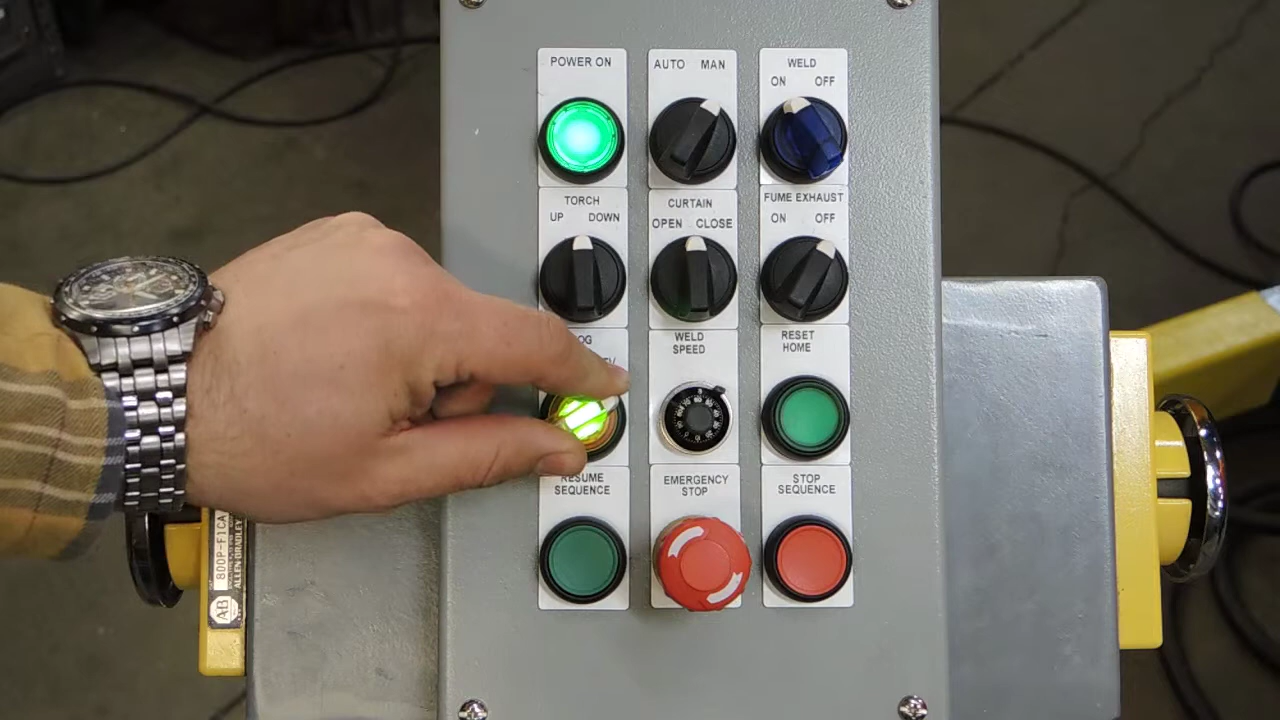 POWER ON
AUTO MAN
WELD
ON OFF
TORCH
UP DOWN
CURTAIN
OPEN CLOSE
FUME EXHAUST
ON OFF
WELD
SPEED
RESET
HOME
RESUME
SEQUENCE
EMERGENCY
STOP
STOP
SEQUENCE
800P-F1CA
ALLEN BRADLEY
AB